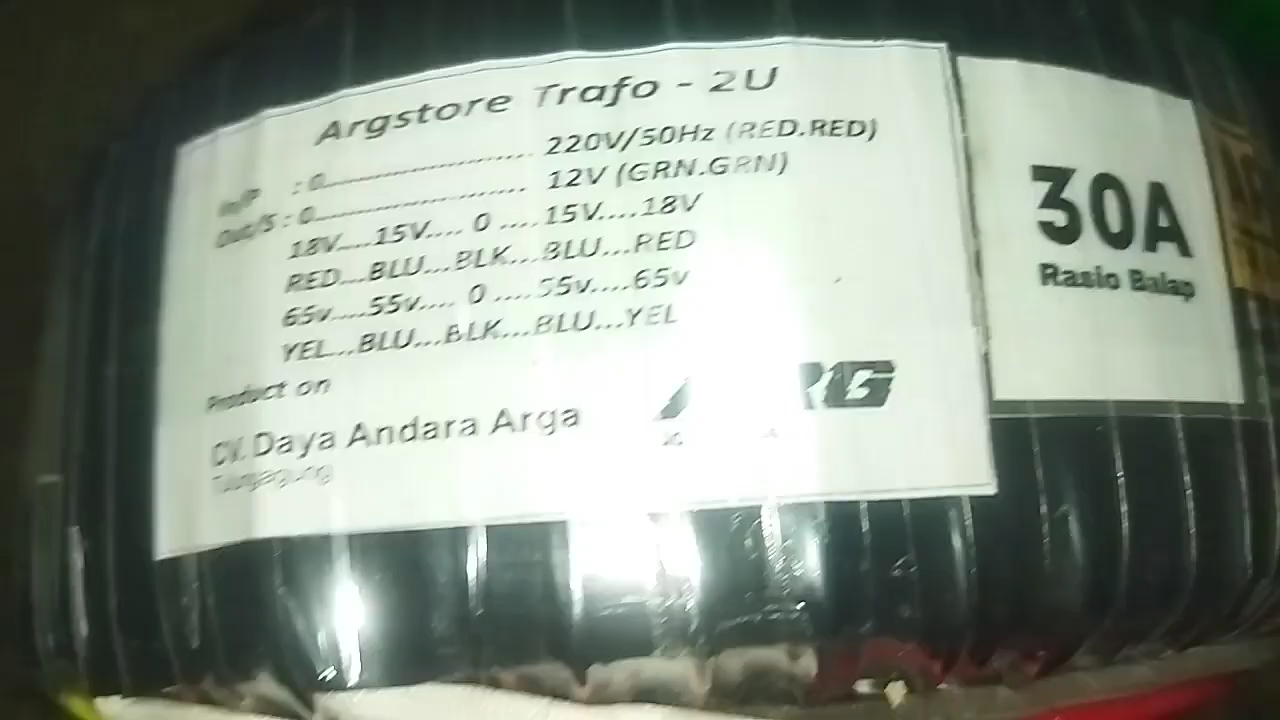 Argstore Trafo - 2U
In/P : 0.................................. 220V/50Hz (RED.RED)
Out/S : 0.................................. 12V (GRN.GRN)
18V....15V.... 0 ....15V....18V
RED...BLU...BLK...BLU...RED
65v....55v.... 0 ....55v....65v
YEL...BLU...BLK...BLU...YEL
Product on
CV. Daya Andara Arga
Tulungagung
30A
Rasio Balap